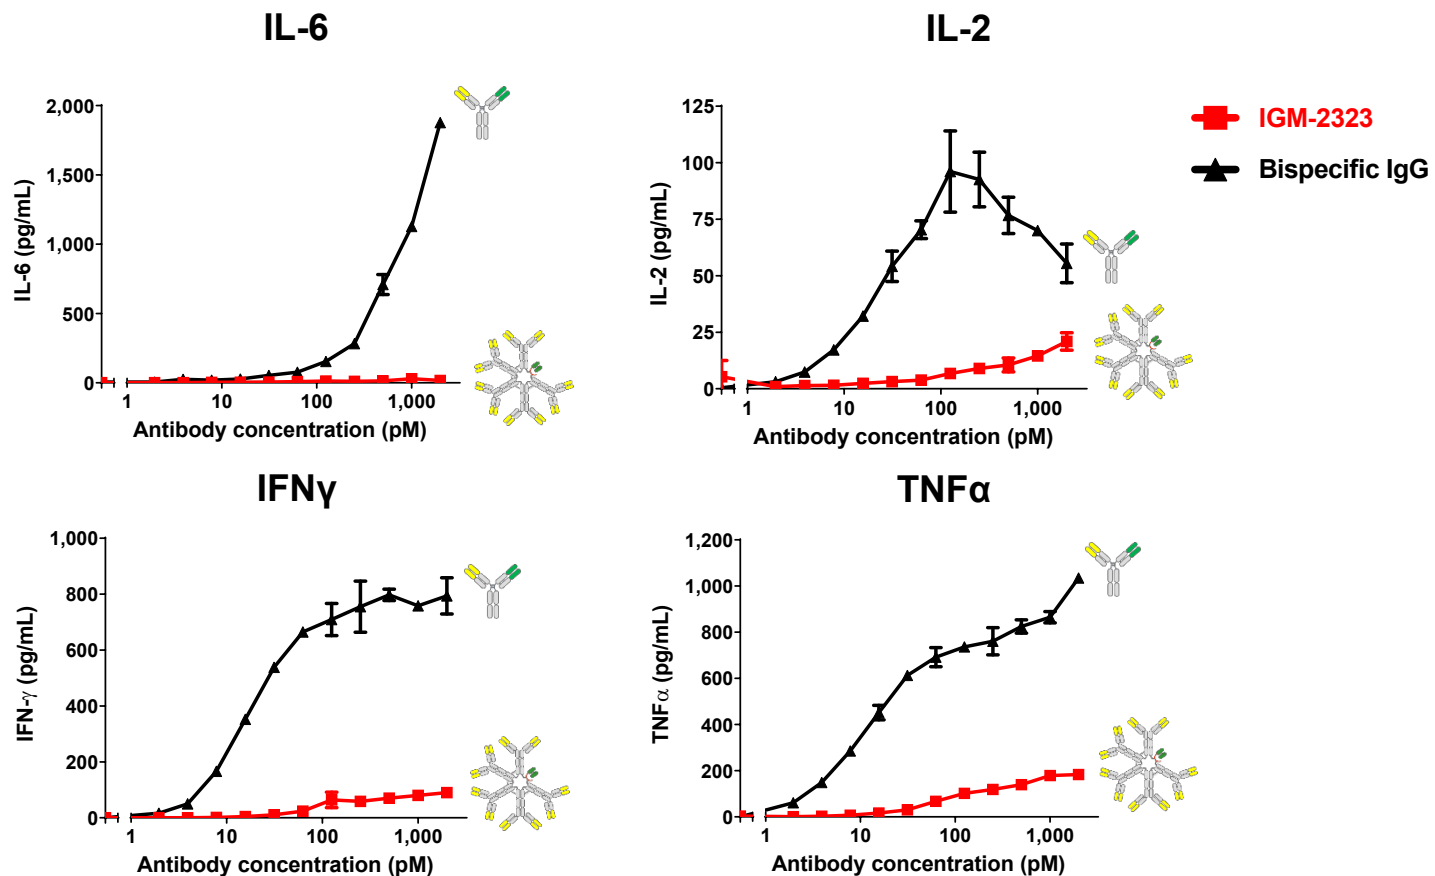 IL-6
IL-2
2,000
1,500
1,000
500
0
IL-6 (pg/mL)
1
10
100
1,000
Antibody concentration (pM)
125
100
75
50
25
0
IL-2 (pg/mL)
1
10
100
1,000
Antibody concentration (pM)
IGM-2323
Bispecific IgG
IFNγ
TNFα
1,000
800
600
400
200
0
IFN-γ (pg/mL)
1
10
100
1,000
Antibody concentration (pM)
1,200
1,000
800
600
400
200
0
TNFα (pg/mL)
1
10
100
1,000
Antibody concentration (pM)